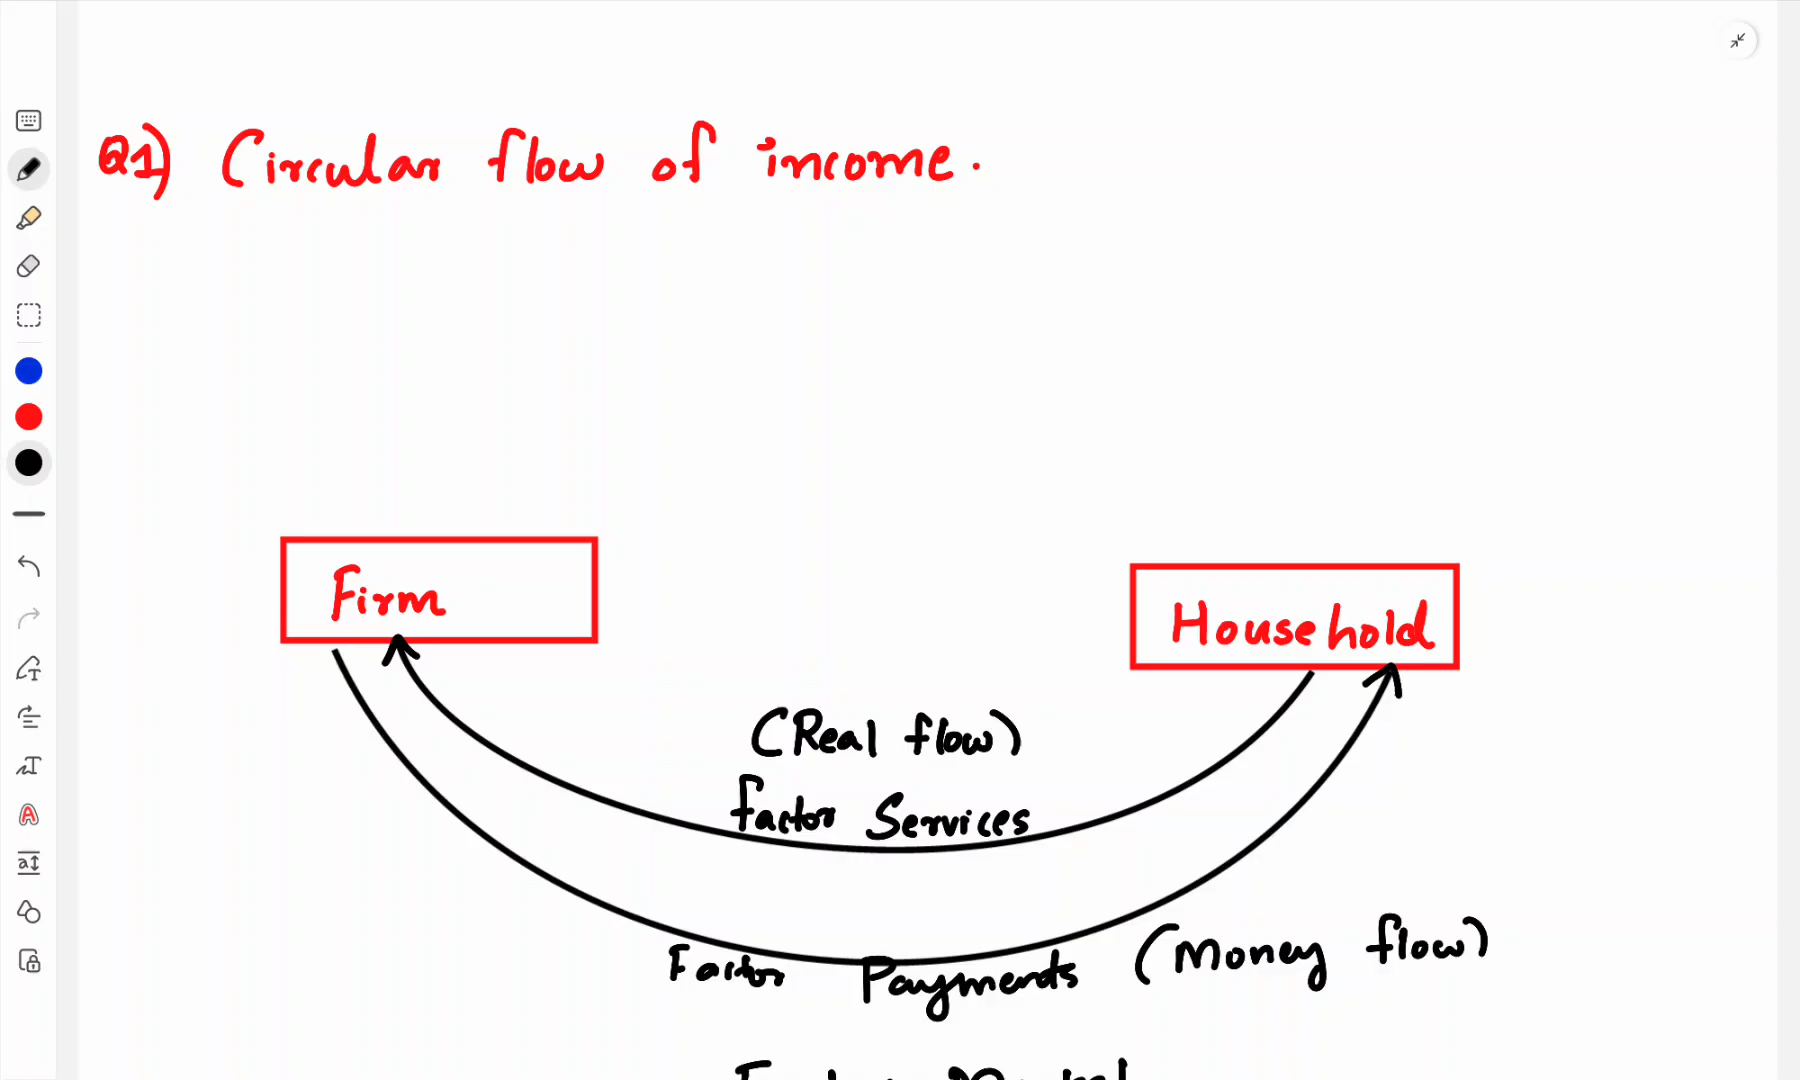 Q1) Circular flow of income.
Firm
Household
(Real flow)
factor Services
Factor Payments (Money flow)